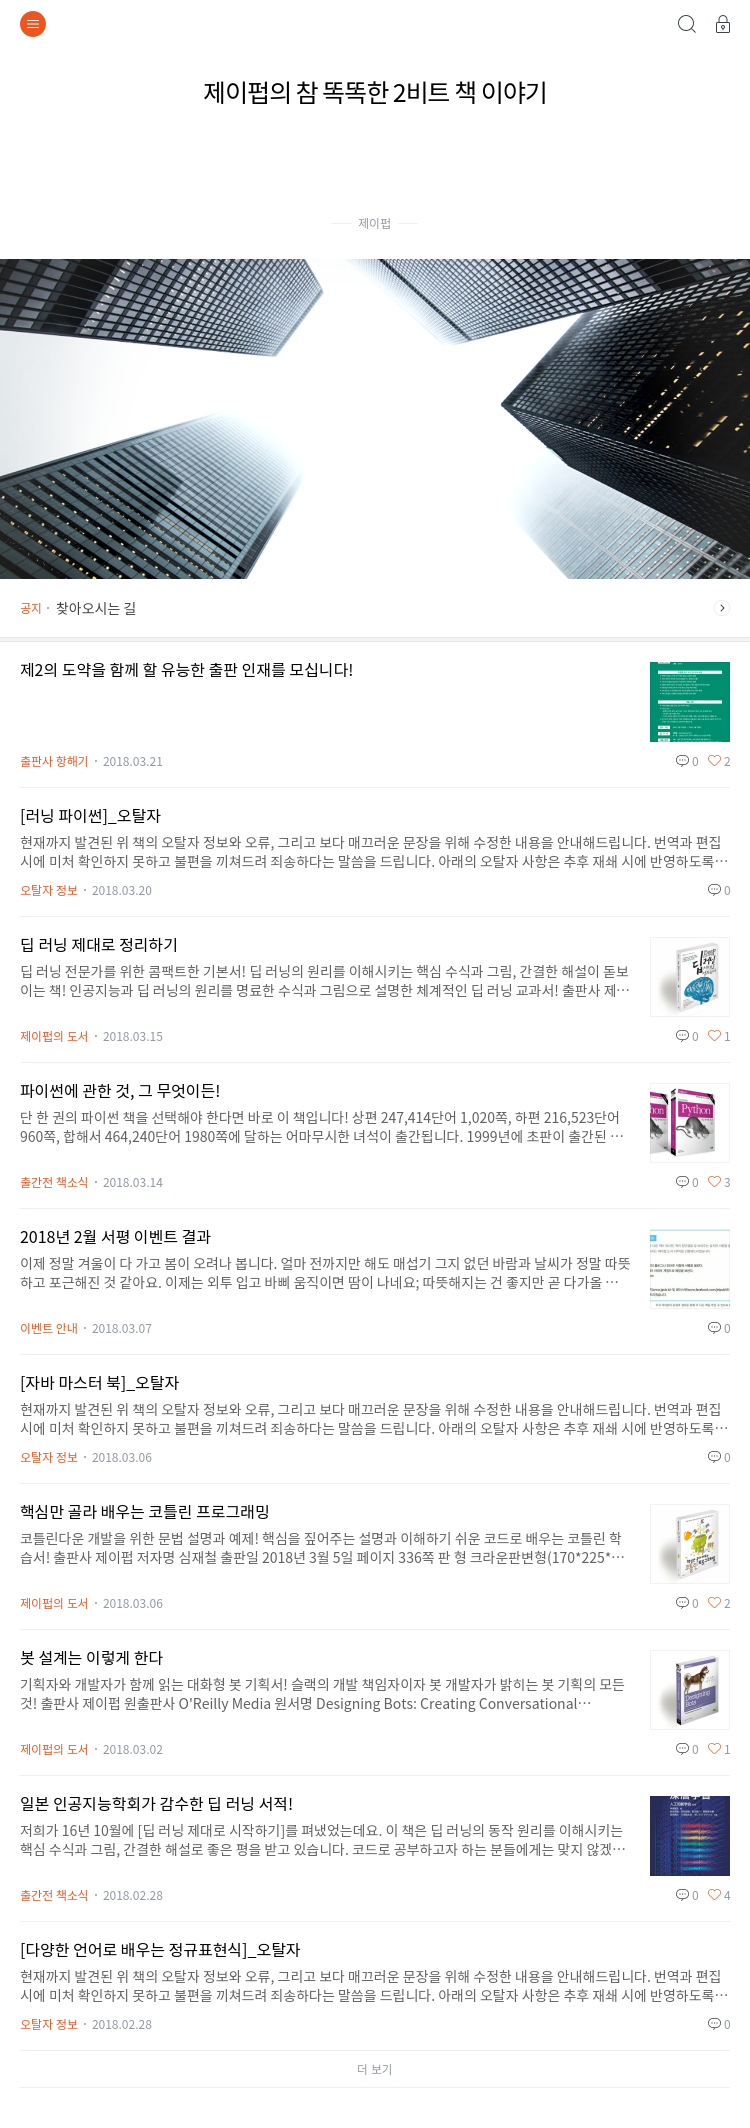 제이펍의 참 똑똑한 2비트 책 이야기
제이펍
공지 · 찾아오시는 길
제2의 도약을 함께 할 유능한 출판 인재를 모십니다!
출판사 항해기 · 2018.03.21 0 2
[러닝 파이썬]_오탈자
현재까지 발견된 위 책의 오탈자 정보와 오류, 그리고 보다 매끄러운 문장을 위해 수정한 내용을 안내해드립니다. 번역과 편집
시에 미처 확인하지 못하고 불편을 끼쳐드려 죄송하다는 말씀을 드립니다. 아래의 오탈자 사항은 추후 재쇄 시에 반영하도록…
오탈자 정보 · 2018.03.20 0
딥 러닝 제대로 정리하기
딥 러닝 전문가를 위한 콤팩트한 기본서! 딥 러닝의 원리를 이해시키는 핵심 수식과 그림, 간결한 해설이 돋보
이는 책! 인공지능과 딥 러닝의 원리를 명료한 수식과 그림으로 설명한 체계적인 딥 러닝 교과서! 출판사 제…
제이펍의 도서 · 2018.03.15 0 1
파이썬에 관한 것, 그 무엇이든!
단 한 권의 파이썬 책을 선택해야 한다면 바로 이 책입니다! 상편 247,414단어 1,020쪽, 하편 216,523단어
960쪽, 합해서 464,240단어 1980쪽에 달하는 어마무시한 녀석이 출간됩니다. 1999년에 초판이 출간된 …
Python
출간전 책소식 · 2018.03.14 0 3
2018년 2월 서평 이벤트 결과
이제 정말 겨울이 다 가고 봄이 오려나 봅니다. 얼마 전까지만 해도 매섭기 그지 없던 바람과 날씨가 정말 따뜻
하고 포근해진 것 같아요. 이제는 외투 입고 바삐 움직이면 땀이 나네요; 따뜻해지는 건 좋지만 곧 다가올 …
이벤트 안내 · 2018.03.07 0
[자바 마스터 북]_오탈자
현재까지 발견된 위 책의 오탈자 정보와 오류, 그리고 보다 매끄러운 문장을 위해 수정한 내용을 안내해드립니다. 번역과 편집
시에 미처 확인하지 못하고 불편을 끼쳐드려 죄송하다는 말씀을 드립니다. 아래의 오탈자 사항은 추후 재쇄 시에 반영하도록…
오탈자 정보 · 2018.03.06 0
핵심만 골라 배우는 코틀린 프로그래밍
코틀린다운 개발을 위한 문법 설명과 예제! 핵심을 짚어주는 설명과 이해하기 쉬운 코드로 배우는 코틀린 학
습서! 출판사 제이펍 저자명 심재철 출판일 2018년 3월 5일 페이지 336쪽 판 형 크라운판변형(170*225*…
제이펍의 도서 · 2018.03.06 0 2
봇 설계는 이렇게 한다
기획자와 개발자가 함께 읽는 대화형 봇 기획서! 슬랙의 개발 책임자이자 봇 개발자가 밝히는 봇 기획의 모든
것! 출판사 제이펍 원출판사 O'Reilly Media 원서명 Designing Bots: Creating Conversational…
Designing
Bots
제이펍의 도서 · 2018.03.02 0 1
일본 인공지능학회가 감수한 딥 러닝 서적!
저희가 16년 10월에 [딥 러닝 제대로 시작하기]를 펴냈었는데요. 이 책은 딥 러닝의 동작 원리를 이해시키는
핵심 수식과 그림, 간결한 해설로 좋은 평을 받고 있습니다. 코드로 공부하고자 하는 분들에게는 맞지 않겠…
출간전 책소식 · 2018.02.28 0 4
[다양한 언어로 배우는 정규표현식]_오탈자
현재까지 발견된 위 책의 오탈자 정보와 오류, 그리고 보다 매끄러운 문장을 위해 수정한 내용을 안내해드립니다. 번역과 편집
시에 미처 확인하지 못하고 불편을 끼쳐드려 죄송하다는 말씀을 드립니다. 아래의 오탈자 사항은 추후 재쇄 시에 반영하도록…
오탈자 정보 · 2018.02.28 0
더 보기